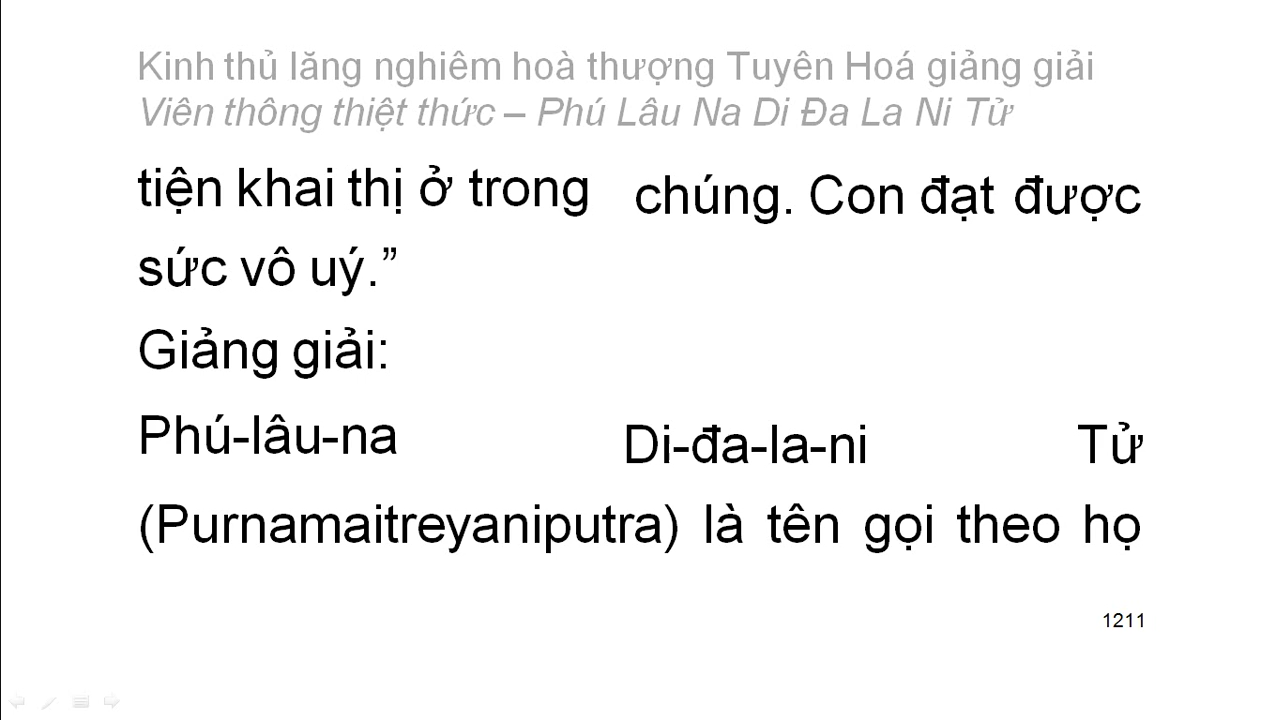 Kinh thủ lăng nghiêm hoà thượng Tuyên Hoá giảng giải
Viên thông thiệt thức – Phú Lâu Na Di Đa La Ni Tử
tiện khai thị ở trong chúng. Con đạt được
sức vô uý.”
Giảng giải:
Phú-lâu-na Di-đa-la-ni Tử
(Purnamaitreyaniputra) là tên gọi theo họ
1211